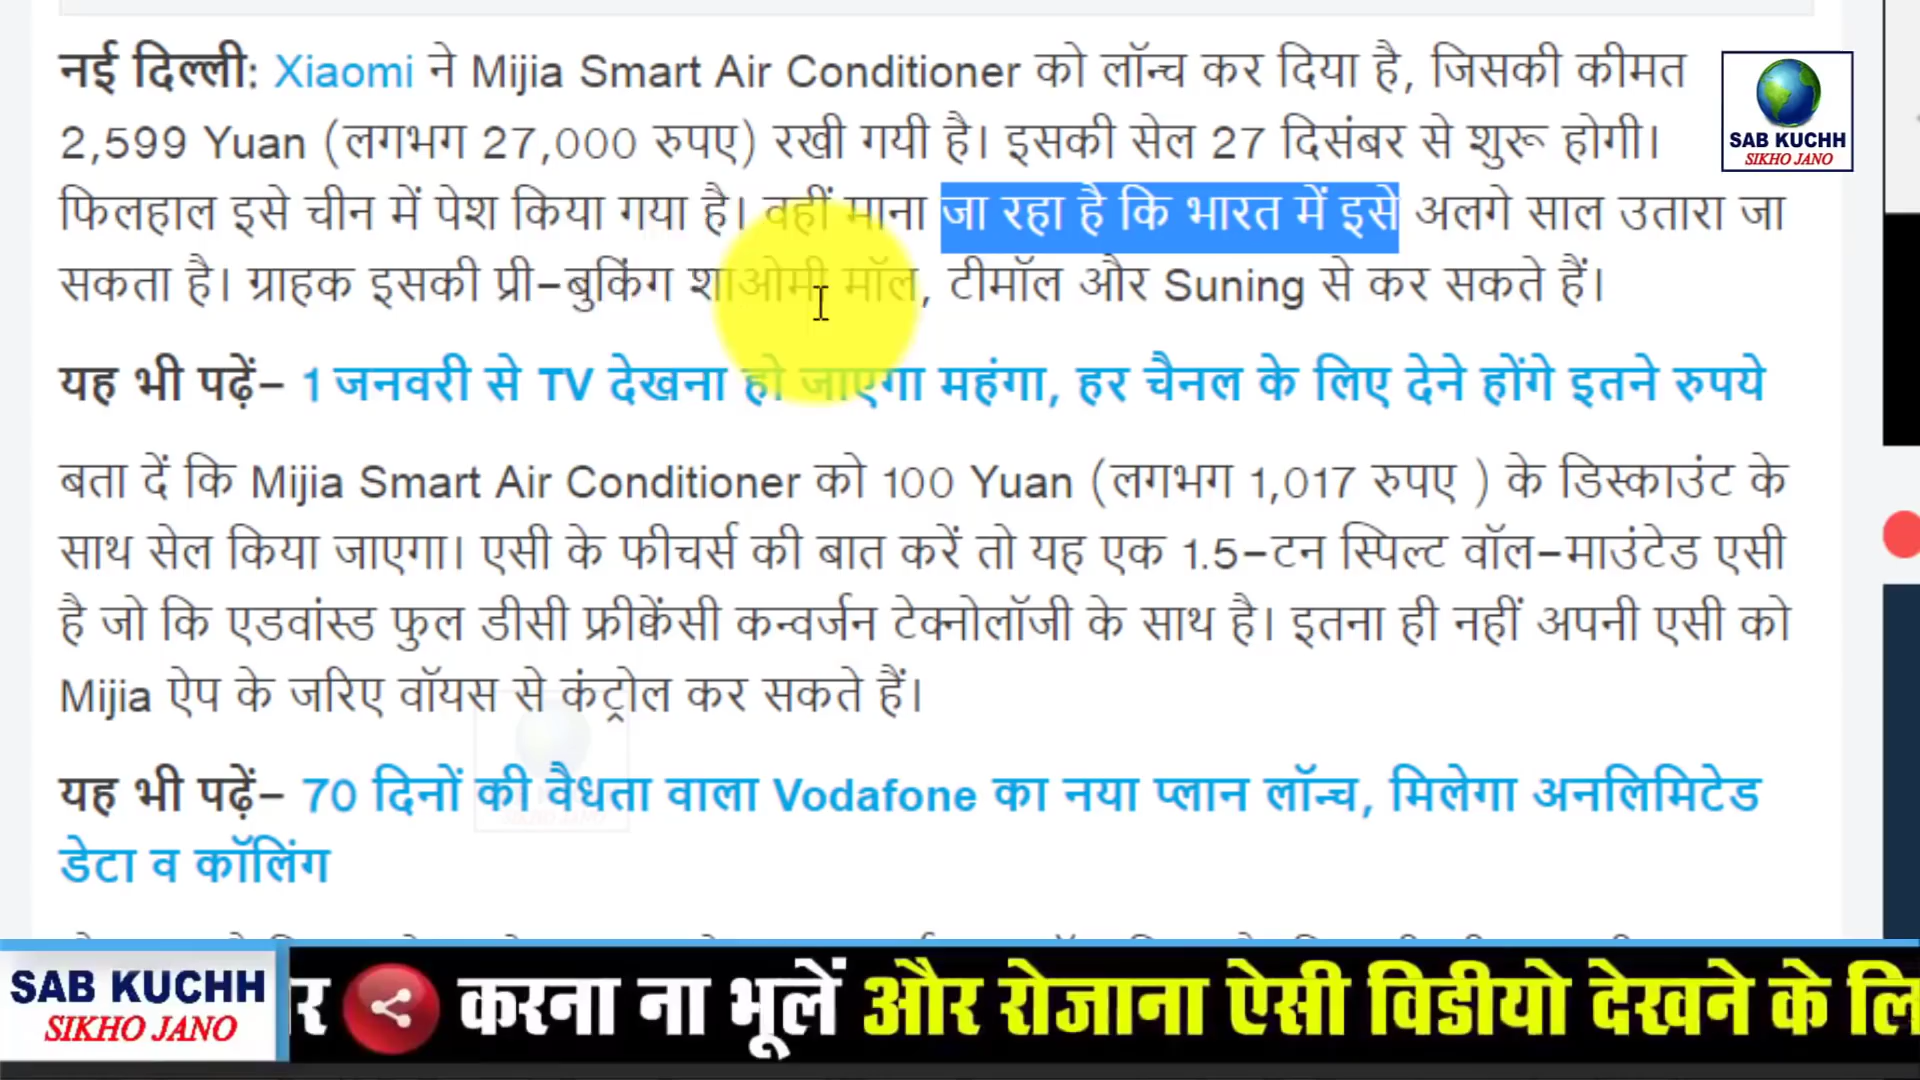 नई दिल्ली: Xiaomi ने Mijia Smart Air Conditioner को लॉन्च कर दिया है, जिसकी कीमत
2,599 Yuan (लगभग 27,000 रुपए) रखी गयी है। इसकी सेल 27 दिसंबर से शुरू होगी।
फिलहाल इसे चीन में पेश किया गया है। वहीं माना जा रहा है कि भारत में इसे अलगे साल उतारा जा
सकता है। ग्राहक इसकी प्री-बुकिंग शाओमी मॉल, टीमॉल और Suning से कर सकते हैं।
यह भी पढ़ें- 1 जनवरी से TV देखना हो जाएगा महंगा, हर चैनल के लिए देने होंगे इतने रुपये
बता दें कि Mijia Smart Air Conditioner को 100 Yuan (लगभग 1,017 रुपए ) के डिस्काउंट के
साथ सेल किया जाएगा। एसी के फीचर्स की बात करें तो यह एक 1.5-टन स्पिल्ट वॉल-माउंटेड एसी
है जो कि एडवांस्ड फुल डीसी फ्रीक्वेंसी कन्वर्जन टेक्नोलॉजी के साथ है। इतना ही नहीं अपनी एसी को
Mijia ऐप के जरिए वॉयस से कंट्रोल कर सकते हैं।
यह भी पढ़ें- 70 दिनों की वैधता वाला Vodafone का नया प्लान लॉन्च, मिलेगा अनलिमिटेड
डेटा व कॉलिंग
SAB KUCHH
SIKHO JANO
SAB KUCHH
SIKHO JANO
र करना ना भूलें और रोजाना ऐसी विडीयो देखने के लि